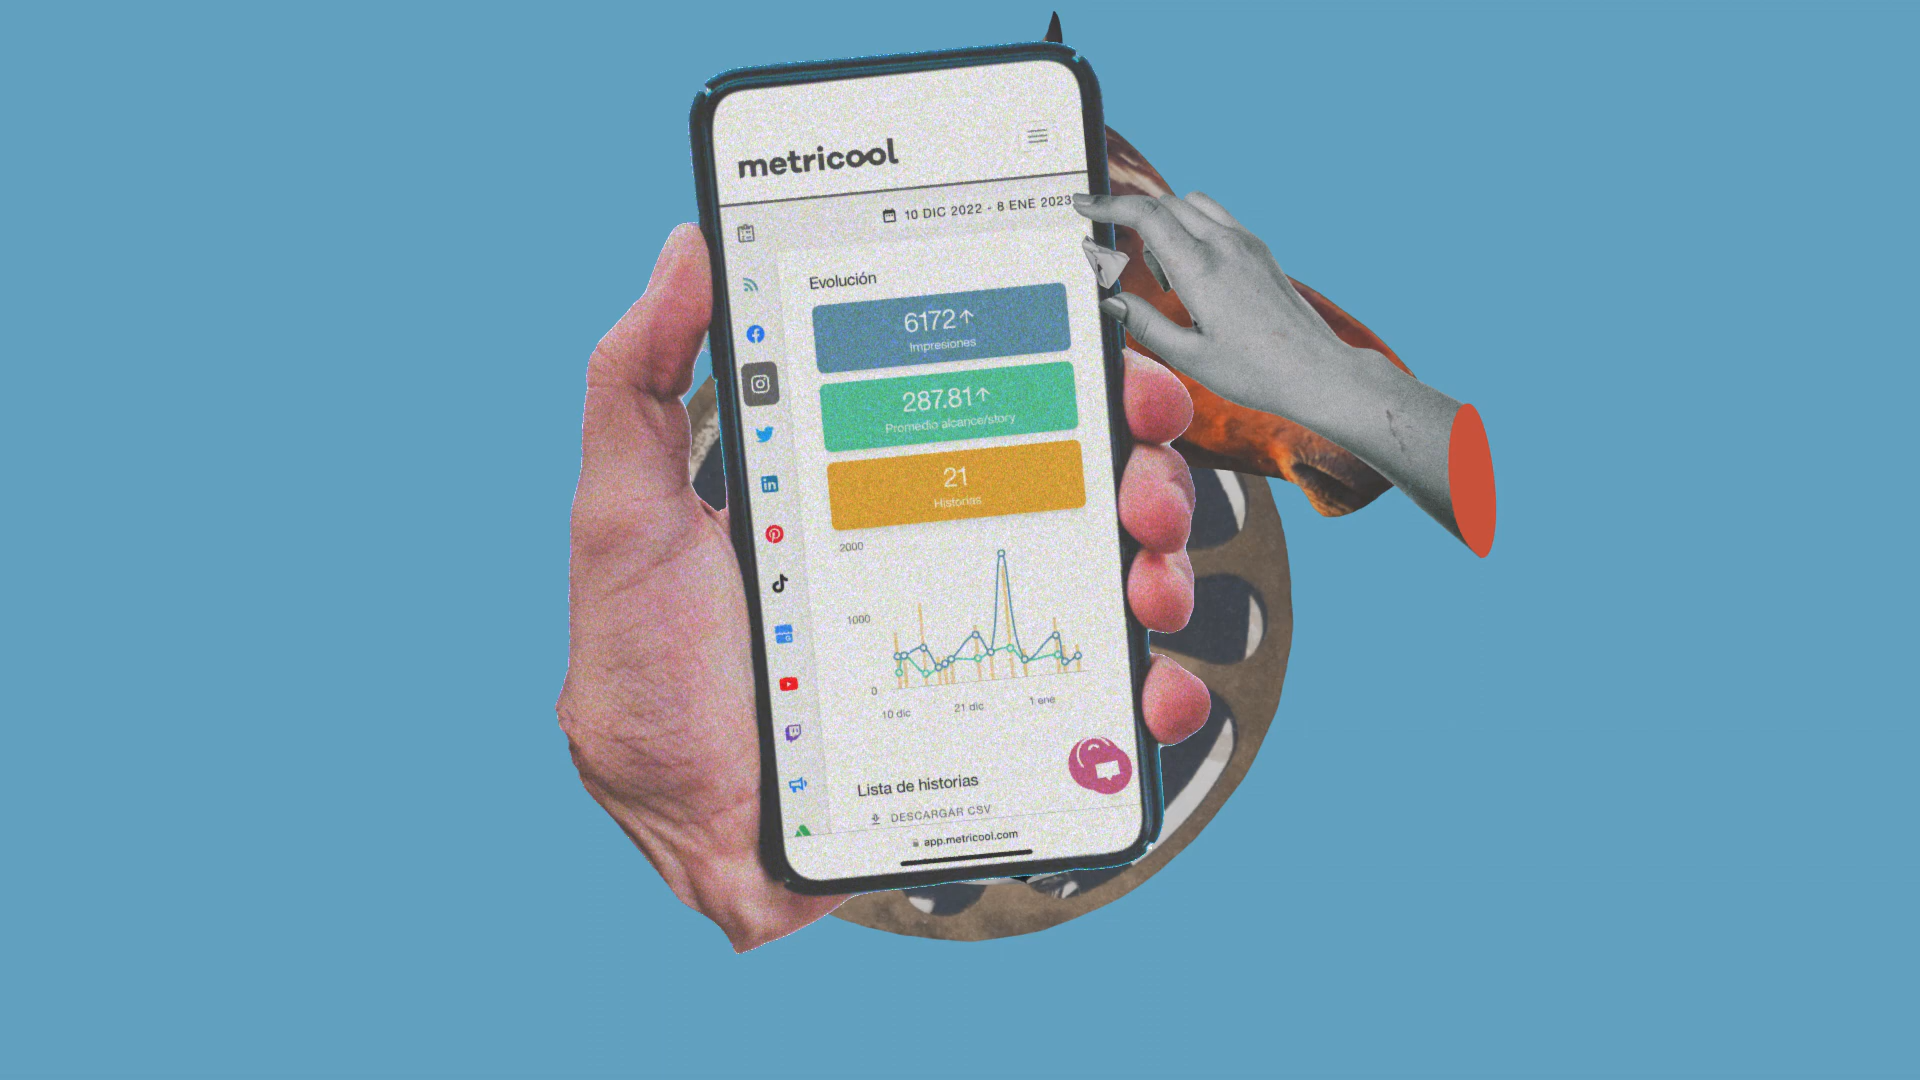 metricool
10 DIC 2022 - 8 ENE 2023
Evolución
6172↑
Impresiones
287.81↑
Promedio alcance/story
21
Historias
2000
1000
0
10 dic
21 dic
1 ene
Lista de historias
DESCARGAR CSV
app.metricool.com